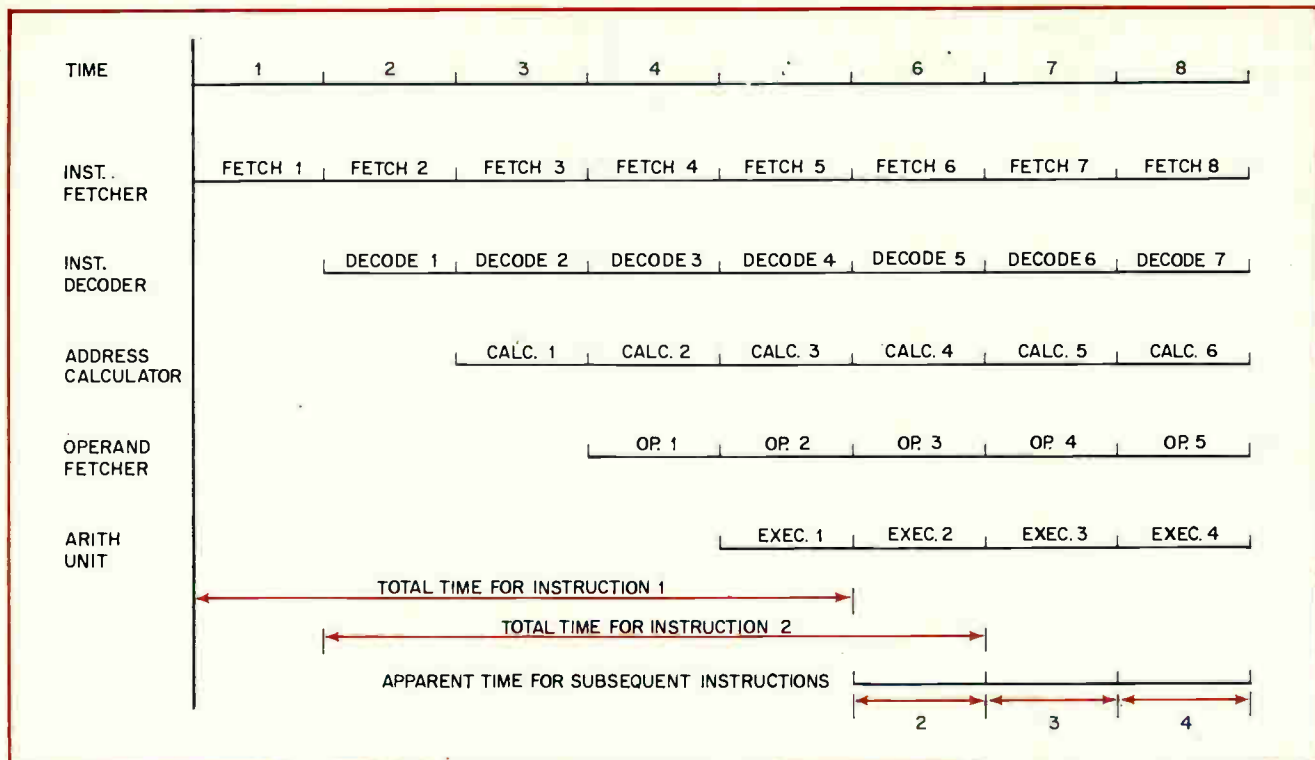 TIME 1 2 3 4 6 7 8
INST. FETCHER FETCH 1 FETCH 2 FETCH 3 FETCH 4 FETCH 5 FETCH 6 FETCH 7 FETCH 8
INST. DECODER DECODE 1 DECODE 2 DECODE 3 DECODE 4 DECODE 5 DECODE 6 DECODE 7
ADDRESS CALCULATOR CALC. 1 CALC. 2 CALC. 3 CALC. 4 CALC. 5 CALC. 6
OPERAND FETCHER OP. 1 OP. 2 OP. 3 OP. 4 OP. 5
ARITH UNIT EXEC. 1 EXEC. 2 EXEC. 3 EXEC. 4
TOTAL TIME FOR INSTRUCTION 1
TOTAL TIME FOR INSTRUCTION 2
APPARENT TIME FOR SUBSEQUENT INSTRUCTIONS
2 3 4